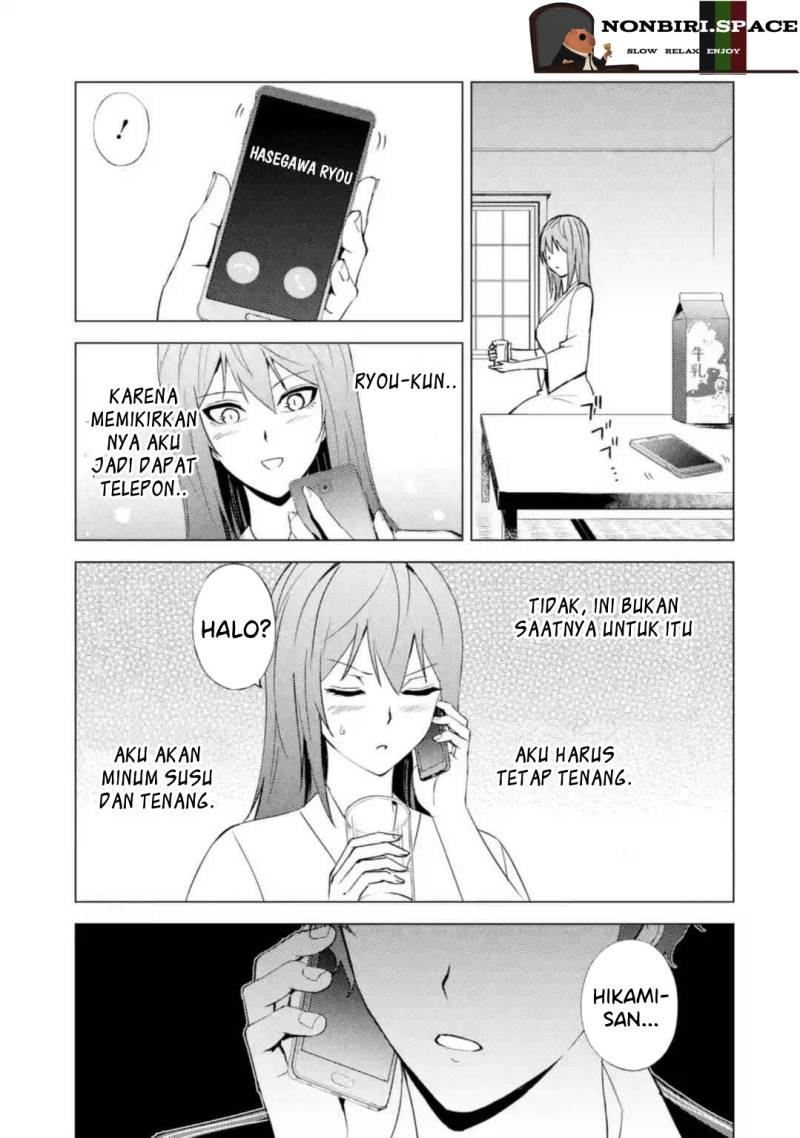 NONBIRI.SPACE
SLOW RELAX ENJOY
牛乳
!
HASEGAWA RYOU
RYOU-KUN..
KARENA
MEMIKIRKAN
NYA AKU
JADI DAPAT
TELEPON..
TIDAK, INI BUKAN
SAATNYA UNTUK ITU
HALO?
AKU HARUS
TETAP TENANG.
AKU AKAN
MINUM SUSU
DAN TENANG.
HIKAMI-
SAN...